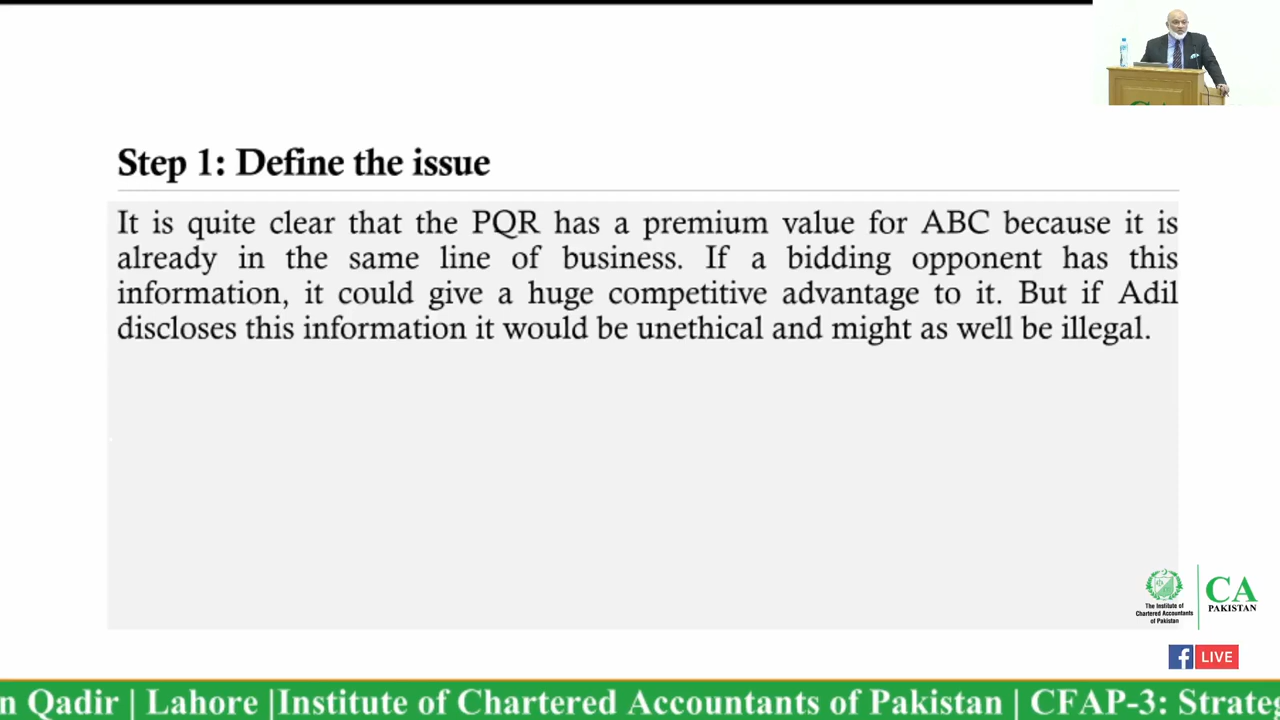 Step 1: Define the issue
It is quite clear that the PQR has a premium value for ABC because it is
already in the same line of business. If a bidding opponent has this
information, it could give a huge competitive advantage to it. But if Adil
discloses this information it would be unethical and might as well be illegal.
The Institute of
Chartered Accountants
of Pakistan
CA
PAKISTAN
f LIVE
n Qadir | Lahore |Institute of Chartered Accountants of Pakistan | CFAP-3: Strateg